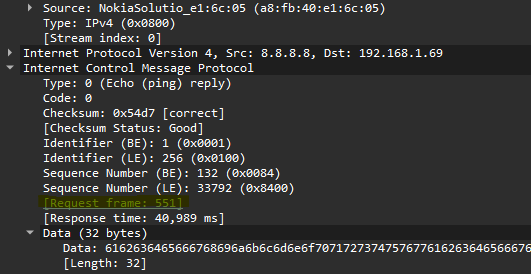 Source: NokiaSolutio_e1:6c:05 (a8:fb:40:e1:6c:05)
Type: IPv4 (0x0800)
[Stream index: 0]
Internet Protocol Version 4, Src: 8.8.8.8, Dst: 192.168.1.69
Internet Control Message Protocol
Type: 0 (Echo (ping) reply)
Code: 0
Checksum: 0x54d7 [correct]
[Checksum Status: Good]
Identifier (BE): 1 (0x0001)
Identifier (LE): 256 (0x0100)
Sequence Number (BE): 132 (0x0084)
Sequence Number (LE): 33792 (0x8400)
[Request frame: 551]
[Response time: 40,989 ms]
Data (32 bytes)
Data: 6162636465666768696a6b6c6d6e6f7071727374757677616263646566676
[Length: 32]